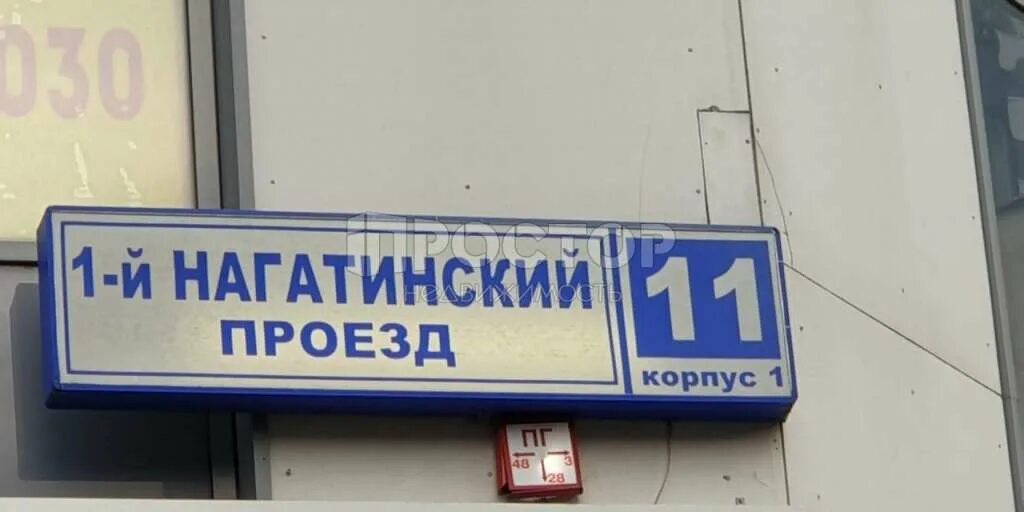 030
1-й НАГАТИНСКИЙ
ПРОЕЗД
11
корпус 1
ПРОСТОР
недвижимость
ПГ
48 3
28